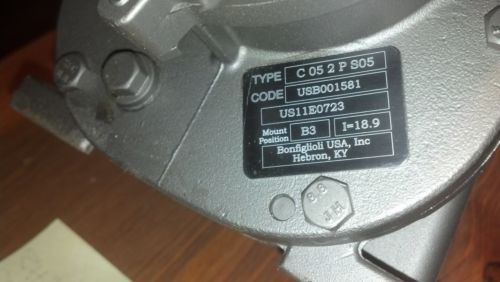 TYPE C 05 2 P S05
CODE USB001581
US11E0723
Mount Position B3 I=18.9
Bonfiglioli USA, Inc
Hebron, KY
8.8